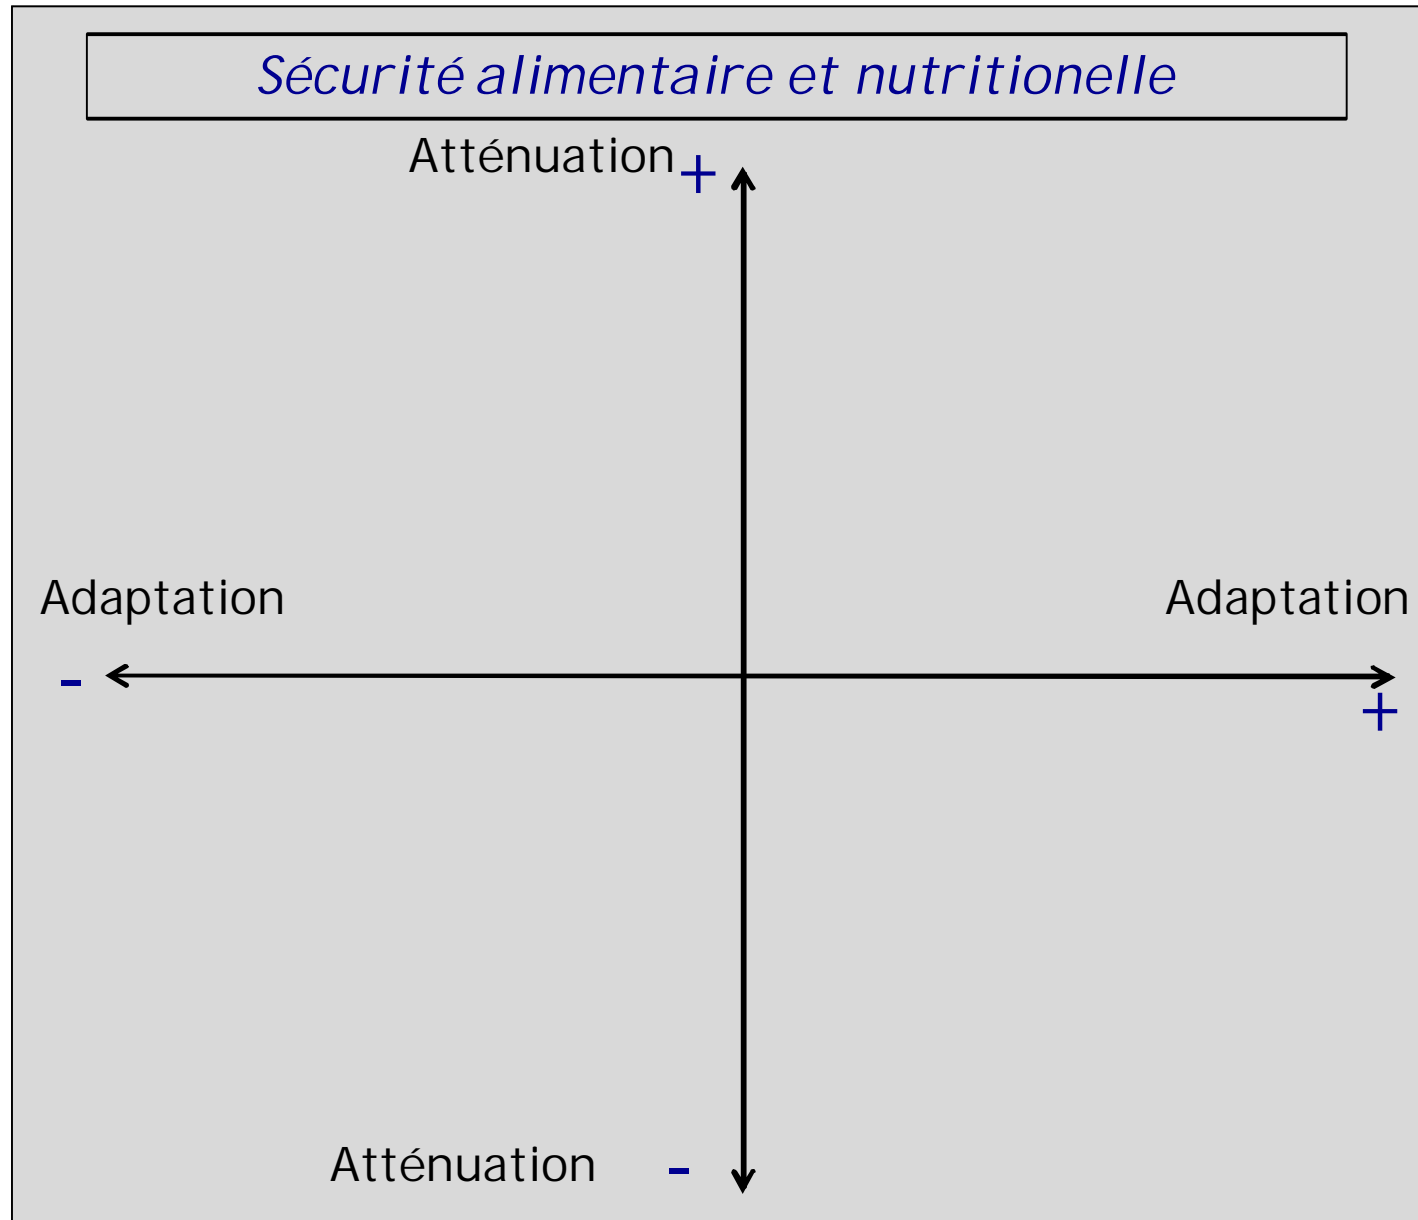 Sécurité alimentaire et nutritionelle
Atténuation +
Adaptation
Adaptation
-
+
Atténuation -